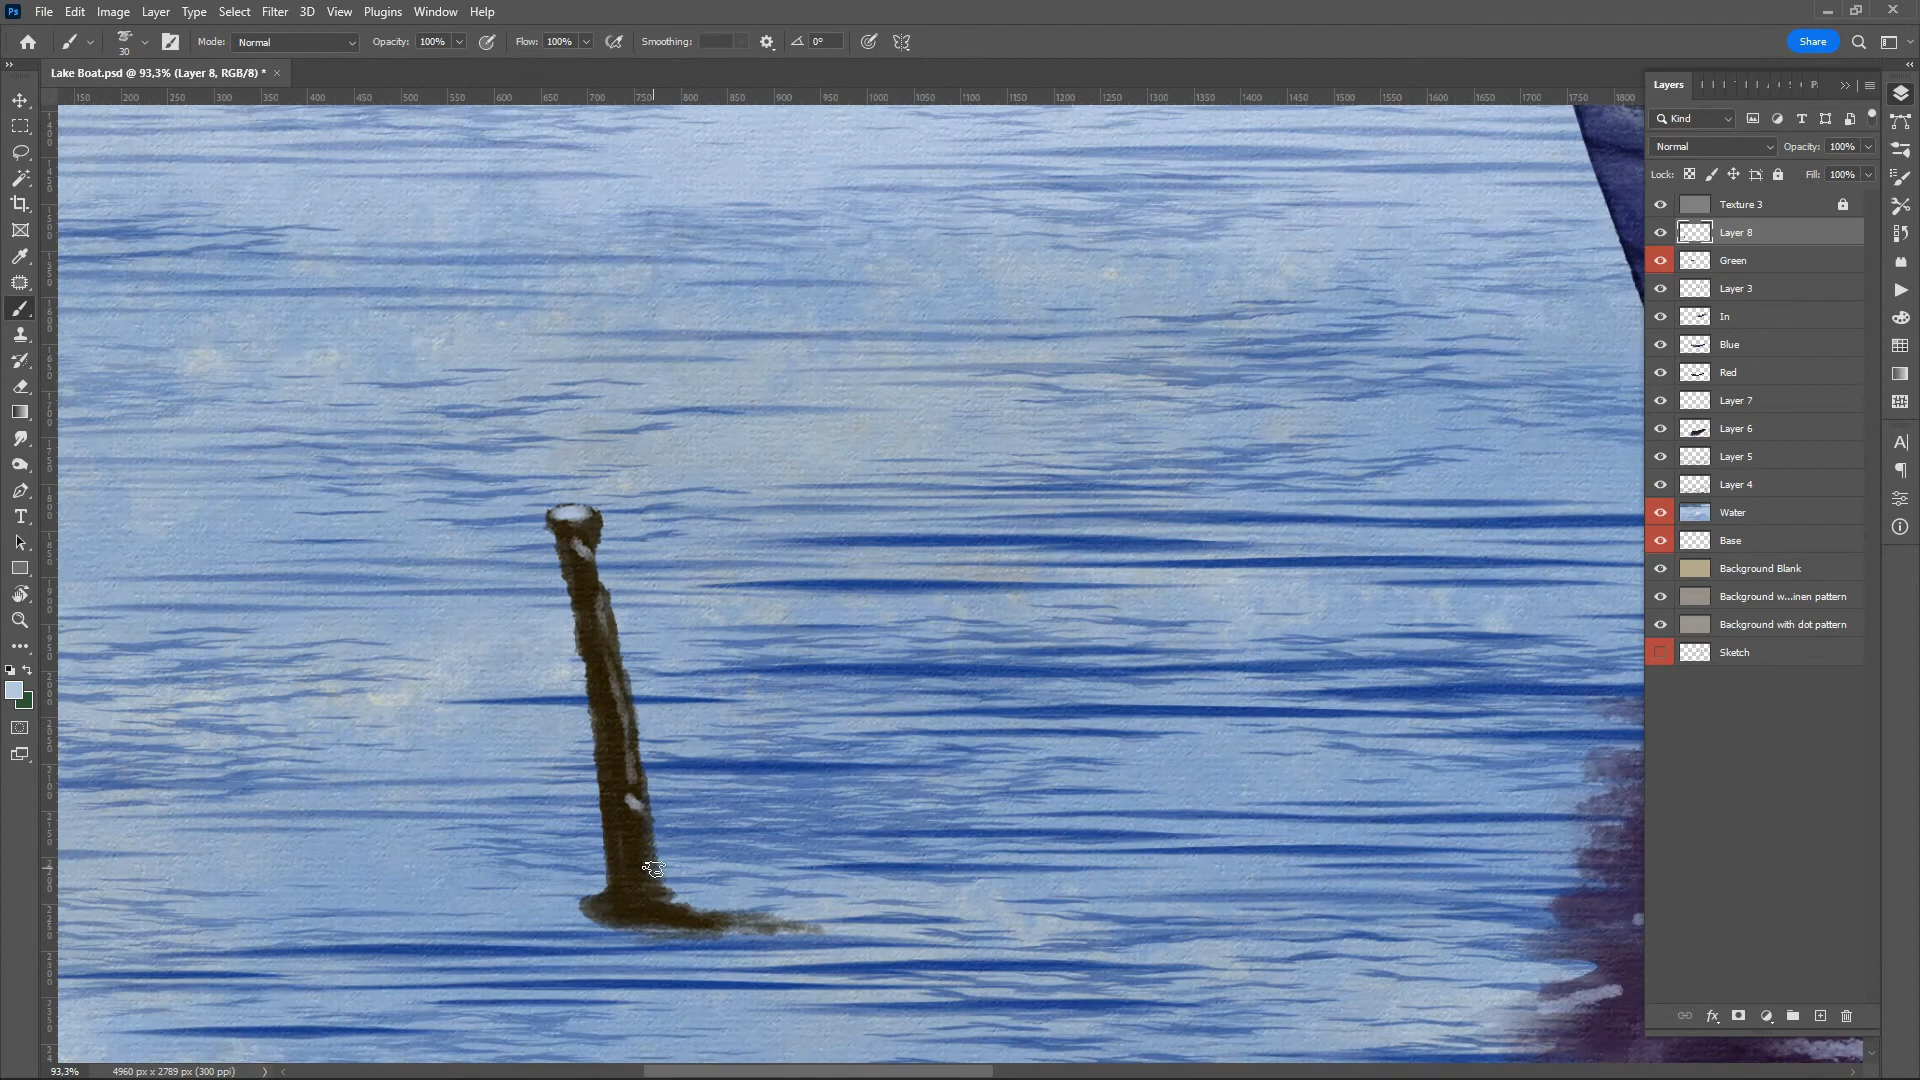 Ps File Edit Image Layer Type Select Filter 3D View Plugins Window Help
30 Mode: Normal Opacity: 100% Flow: 100% Smoothing: 0° Share
Lake Boat.psd @ 93,3% (Layer 8, RGB/8) *
150 200 250 300 350 400 450 500 550 600 650 700 750 800 850 900 950 1000 1050 1100 1150 1200 1250 1300 1350 1400 1450 1500 1550 1600 1650 1700 1750 1800
Layers
Kind
Normal Opacity: 100%
Lock: Fill: 100%
Texture 3
Layer 8
Green
Layer 3
In
Blue
Red
Layer 7
Layer 6
Layer 5
Layer 4
Water
Base
Background Blank
Background w...inen pattern
Background with dot pattern
Sketch
fx
93,3% 4960 px x 2789 px (300 ppi)